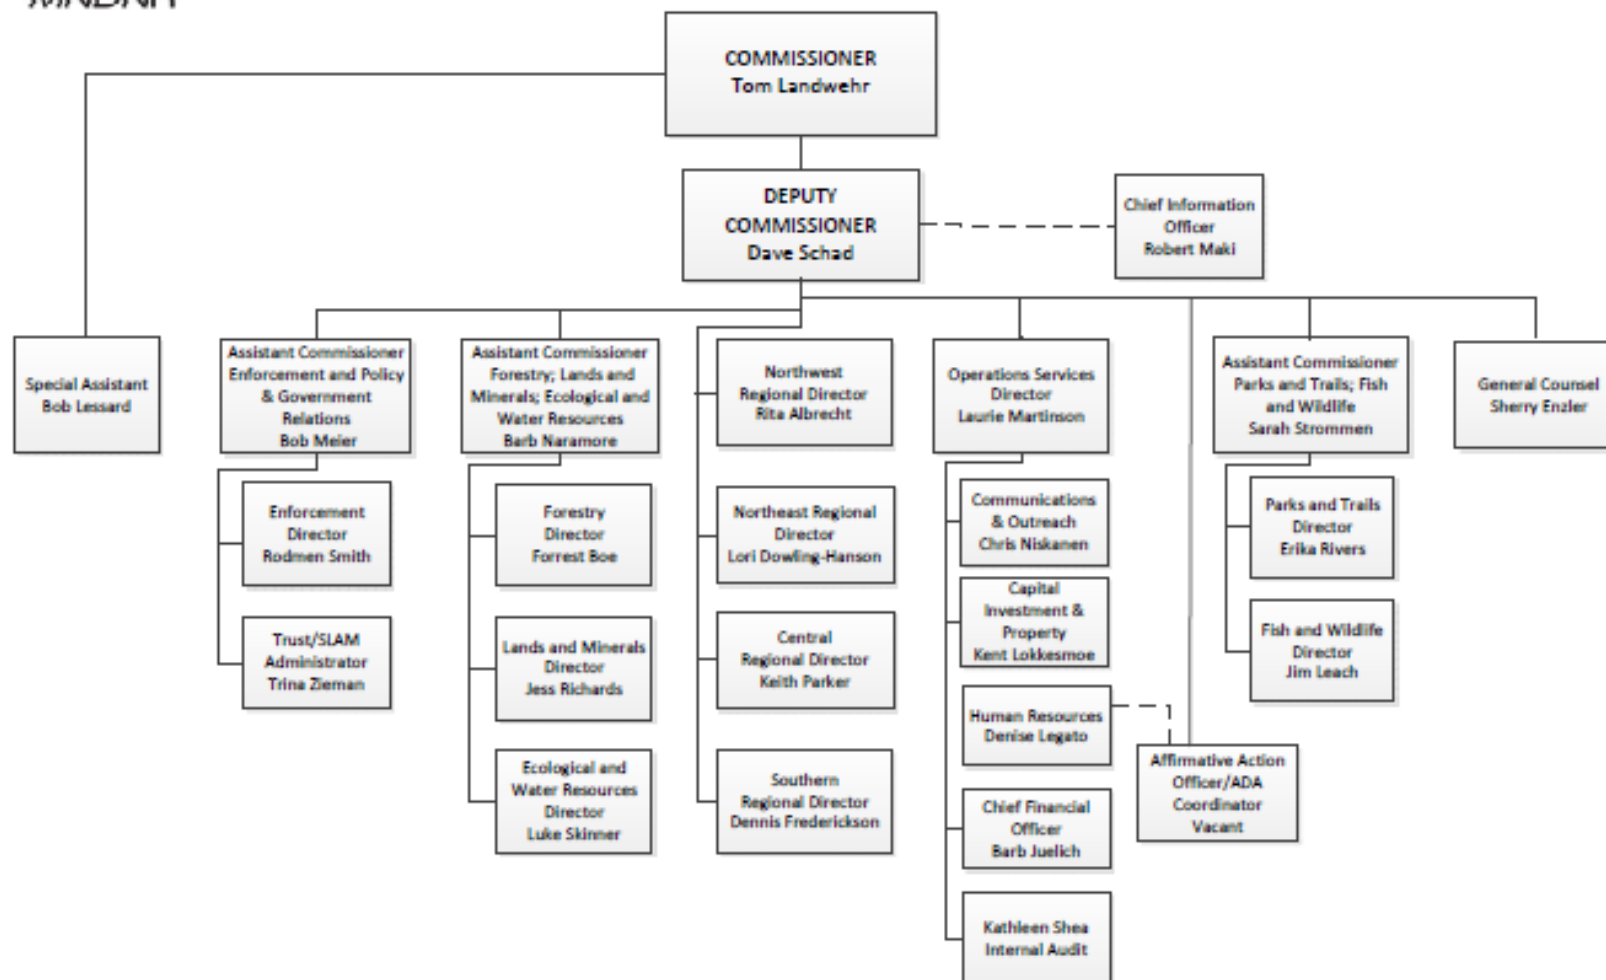 COMMISSIONER
Tom Landwehr
DEPUTY
COMMISSIONER
Dave Schad
Chief Information
Officer
Robert Maki
Special Assistant
Bob Lessard
Assistant Commissioner
Enforcement and Policy
& Government
Relations
Bob Meier
Assistant Commissioner
Forestry; Lands and
Minerals; Ecological and
Water Resources
Barb Naramore
Northwest
Regional Director
Rita Albrecht
Operations Services
Director
Laurie Martinson
Assistant Commissioner
Parks and Trails; Fish
and Wildlife
Sarah Strommen
General Counsel
Sherry Enzler
Enforcement
Director
Rodmen Smith
Trust/SLAM
Administrator
Trina Zieman
Forestry
Director
Forrest Boe
Lands and Minerals
Director
Jess Richards
Ecological and
Water Resources
Director
Luke Skinner
Northeast Regional
Director
Lori Dowling-Hanson
Central
Regional Director
Keith Parker
Southern
Regional Director
Dennis Frederickson
Communications
& Outreach
Chris Niskanen
Capital
Investment &
Property
Kent Lokkesmoe
Human Resources
Denise Legato
Chief Financial
Officer
Barb Juelich
Kathleen Shea
Internal Audit
Affirmative Action
Officer/ADA
Coordinator
Vacant
Parks and Trails
Director
Erika Rivers
Fish and Wildlife
Director
Jim Leach